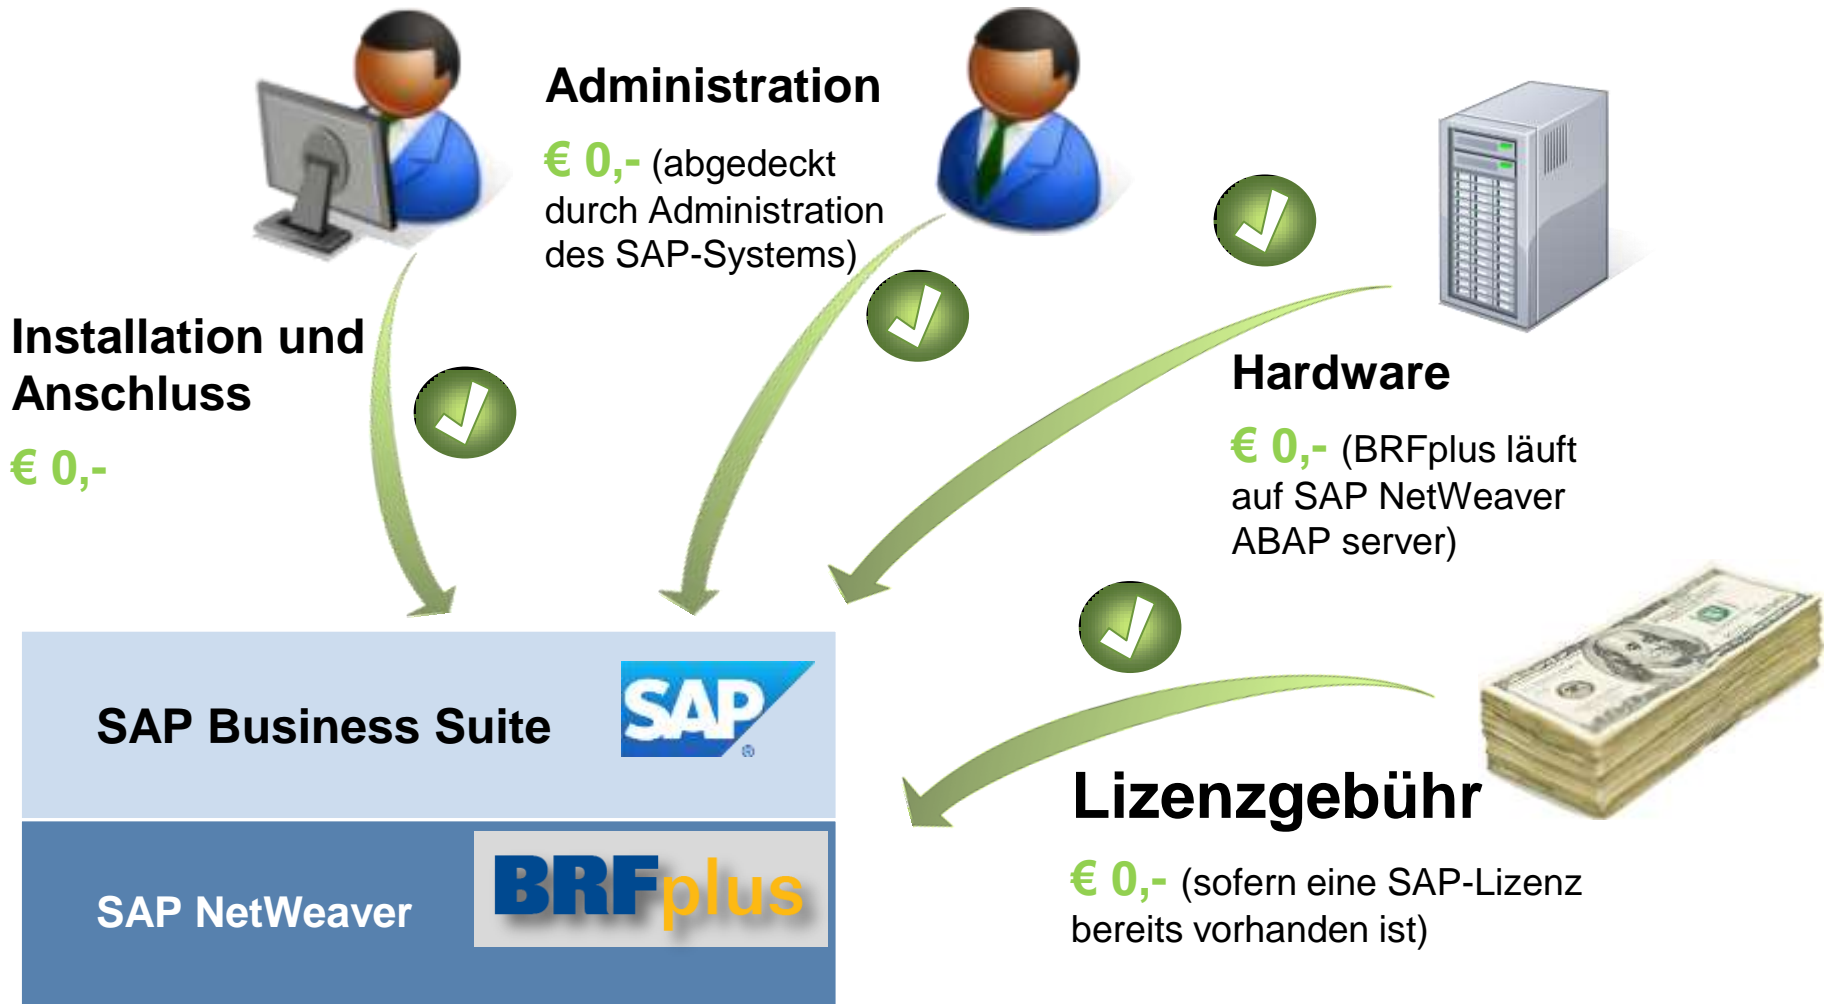 Administration
€ 0,- (abgedeckt
durch Administration
des SAP-Systems)
Installation und
Anschluss
€ 0,-
Hardware
€ 0,- (BRFplus läuft
auf SAP NetWeaver
ABAP server)
SAP Business Suite
SAP
®
Lizenzgebühr
€ 0,- (sofern eine SAP-Lizenz
bereits vorhanden ist)
SAP NetWeaver
BRFplus